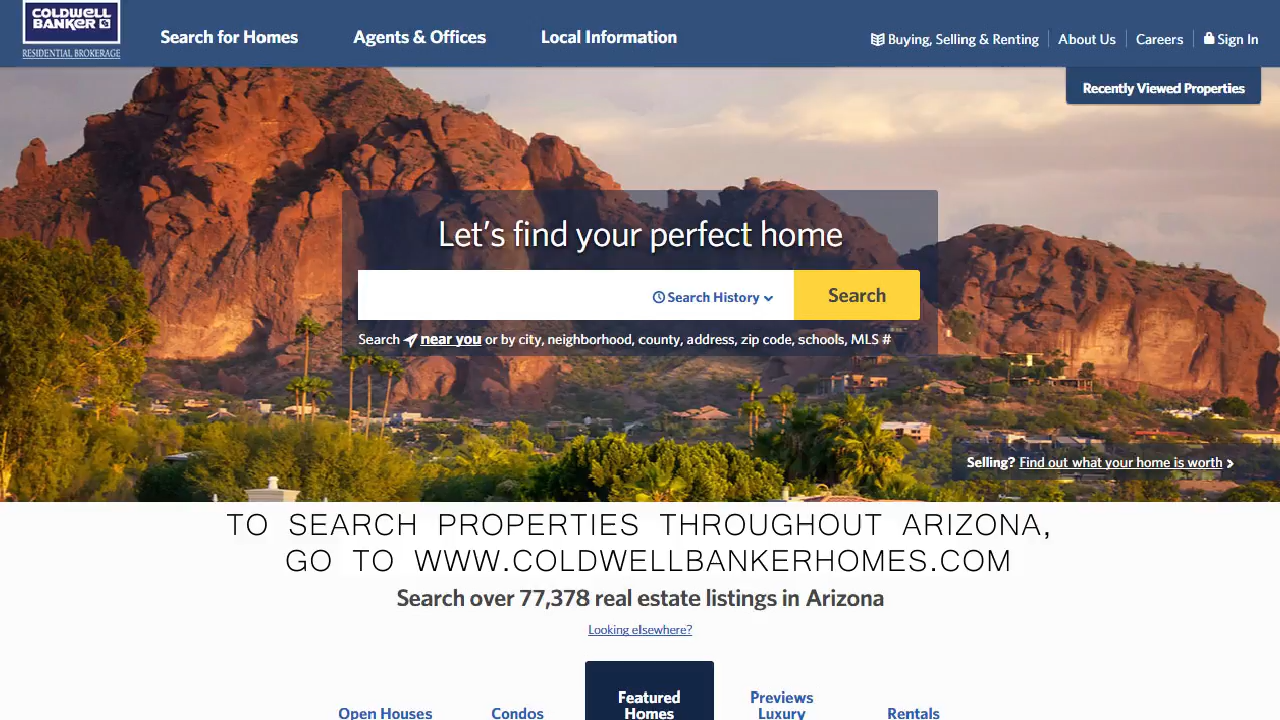 COLDWELL
BANKER
RESIDENTIAL BROKERAGE
Search for Homes
Agents & Offices
Local Information
Buying, Selling & Renting
About Us
Careers
Sign In
Recently Viewed Properties
Let's find your perfect home
Search History
Search
Search near you or by city, neighborhood, county, address, zip code, schools, MLS #
Selling? Find out what your home is worth
TO SEARCH PROPERTIES THROUGHOUT ARIZONA,
GO TO WWW.COLDWELLBANKERHOMES.COM
Search over 77,378 real estate listings in Arizona
Looking elsewhere?
Open Houses
Condos
Featured
Homes
Previews
Luxury
Rentals